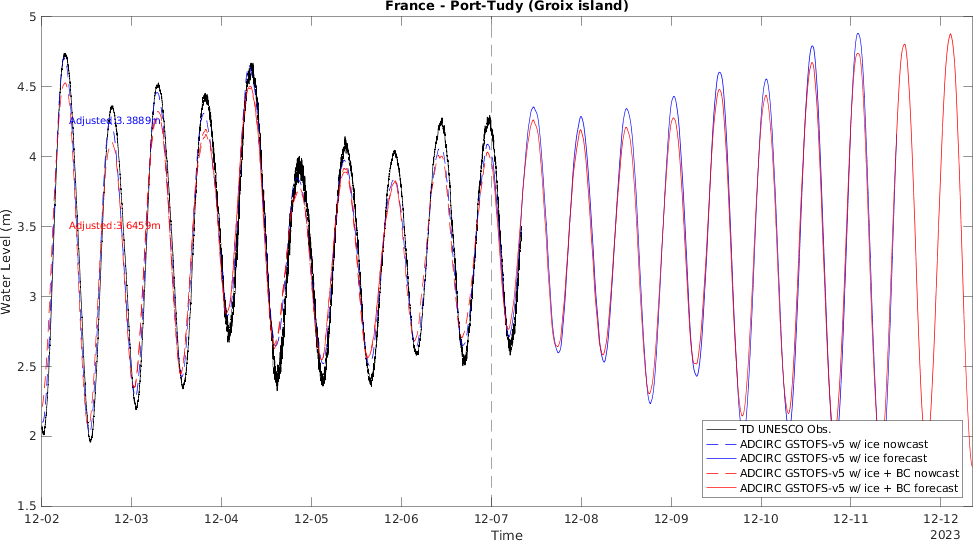 France - Port-Tudy (Groix island)
5
4.5
4
3.5
3
2.5
2
1.5
Water Level (m)
Adjusted:3.3889m
Adjusted:3.6459m
TD UNESCO Obs.
ADCIRC GSTOFS-v5 w/ ice nowcast
ADCIRC GSTOFS-v5 w/ ice forecast
ADCIRC GSTOFS-v5 w/ ice + BC nowcast
ADCIRC GSTOFS-v5 w/ ice + BC forecast
12-02 12-03 12-04 12-05 12-06 12-07 12-08 12-09 12-10 12-11 12-12
2023
Time